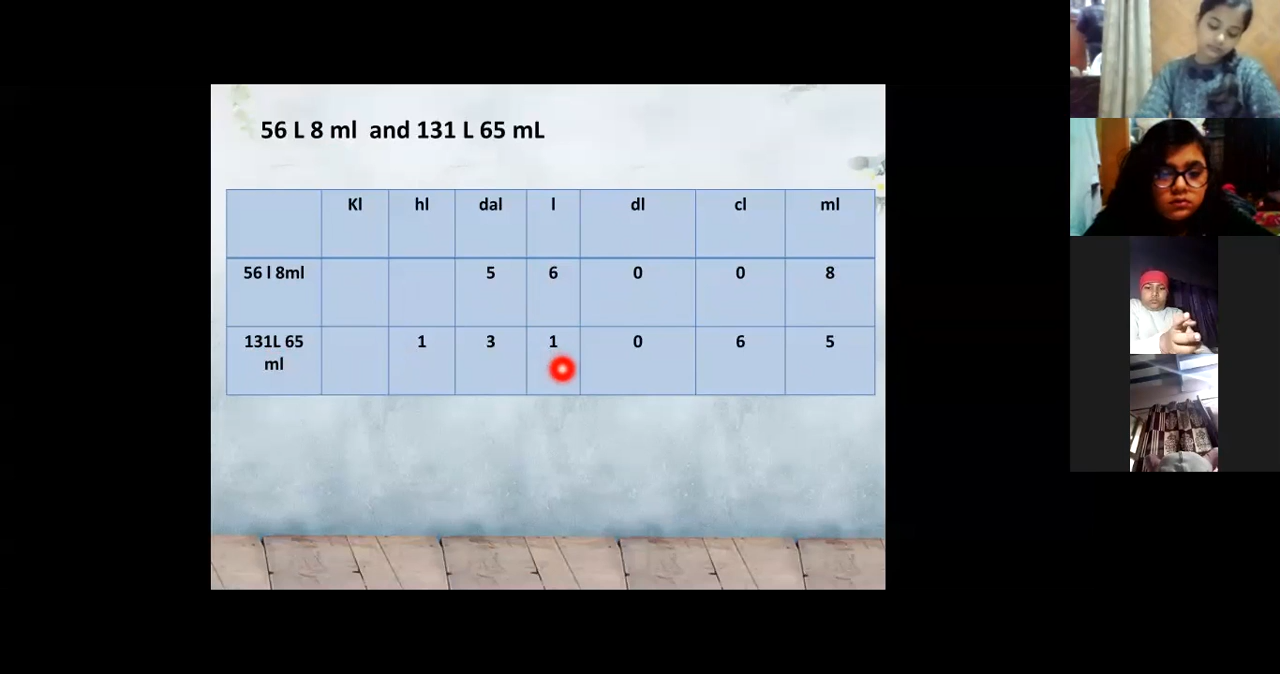 56 L 8 ml and 131 L 65 mL
Kl hl dal l dl cl ml
56 l 8ml 5 6 0 0 8
131L 65 ml 1 3 1 0 6 5